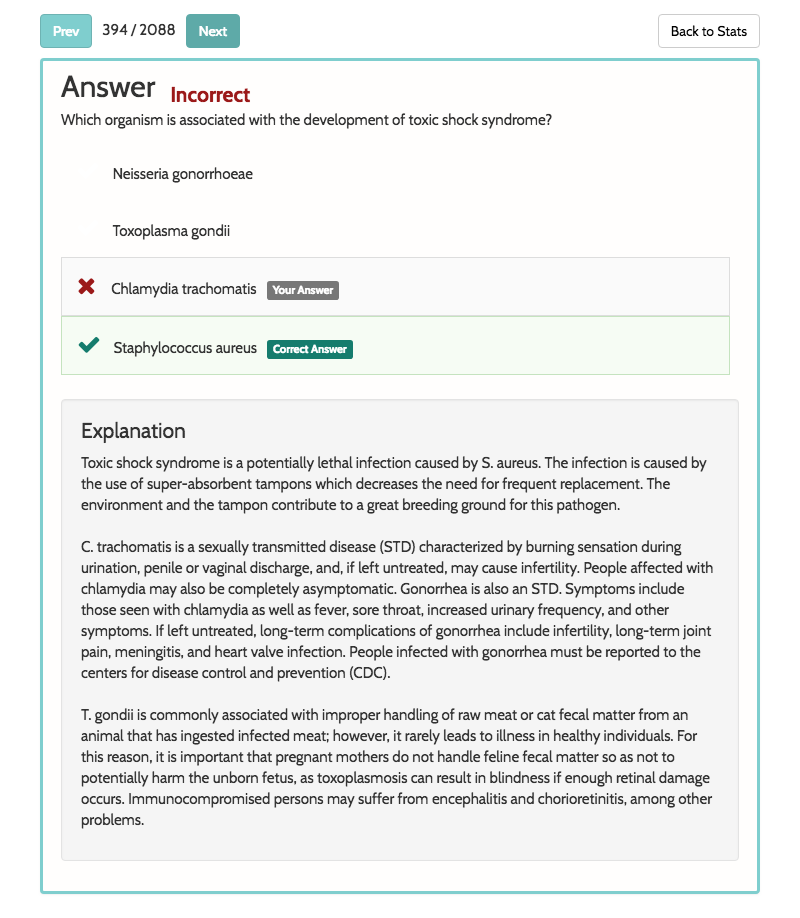 Prev 394 / 2088 Next Back to Stats
Answer Incorrect
Which organism is associated with the development of toxic shock syndrome?
Neisseria gonorrhoeae
Toxoplasma gondii
Chlamydia trachomatis Your Answer
Staphylococcus aureus Correct Answer
Explanation
Toxic shock syndrome is a potentially lethal infection caused by S. aureus. The infection is caused by
the use of super-absorbent tampons which decreases the need for frequent replacement. The
environment and the tampon contribute to a great breeding ground for this pathogen.
C. trachomatis is a sexually transmitted disease (STD) characterized by burning sensation during
urination, penile or vaginal discharge, and, if left untreated, may cause infertility. People affected with
chlamydia may also be completely asymptomatic. Gonorrhea is also an STD. Symptoms include
those seen with chlamydia as well as fever, sore throat, increased urinary frequency, and other
symptoms. If left untreated, long-term complications of gonorrhea include infertility, long-term joint
pain, meningitis, and heart valve infection. People infected with gonorrhea must be reported to the
centers for disease control and prevention (CDC).
T. gondii is commonly associated with improper handling of raw meat or cat fecal matter from an
animal that has ingested infected meat; however, it rarely leads to illness in healthy individuals. For
this reason, it is important that pregnant mothers do not handle feline fecal matter so as not to
potentially harm the unborn fetus, as toxoplasmosis can result in blindness if enough retinal damage
occurs. Immunocompromised persons may suffer from encephalitis and chorioretinitis, among other
problems.